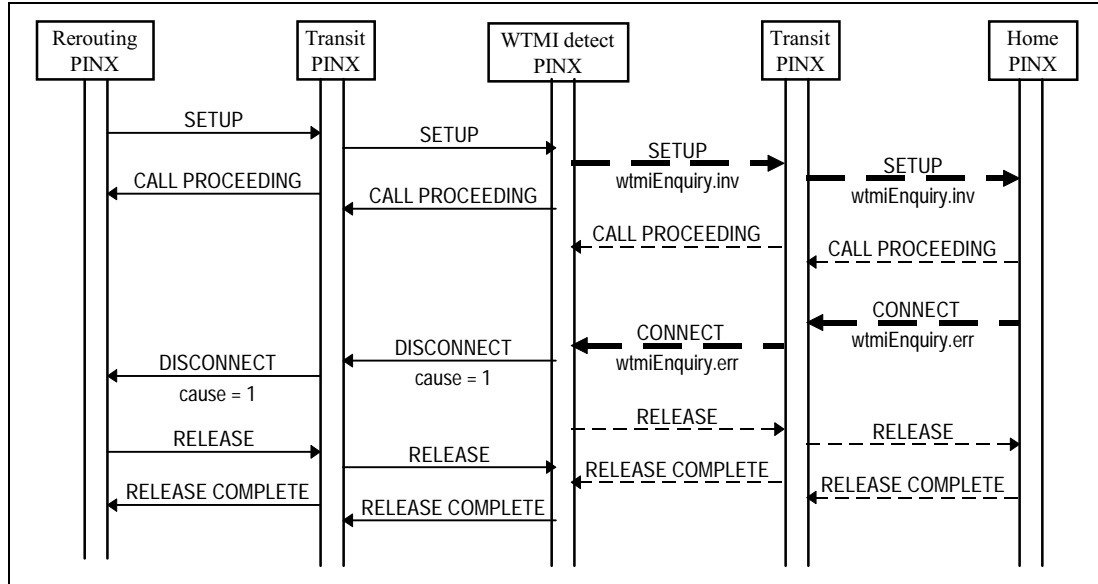 Rerouting
PINX
Transit
PINX
WTMI detect
PINX
Transit
PINX
Home
PINX
SETUP
SETUP
SETUP
wtmiEnquiry.inv
SETUP
wtmiEnquiry.inv
CALL PROCEEDING
CALL PROCEEDING
CALL PROCEEDING
CALL PROCEEDING
CONNECT
wtmiEnquiry.err
CONNECT
wtmiEnquiry.err
DISCONNECT
cause = 1
DISCONNECT
cause = 1
RELEASE
RELEASE
RELEASE
RELEASE
RELEASE COMPLETE
RELEASE COMPLETE
RELEASE COMPLETE
RELEASE COMPLETE